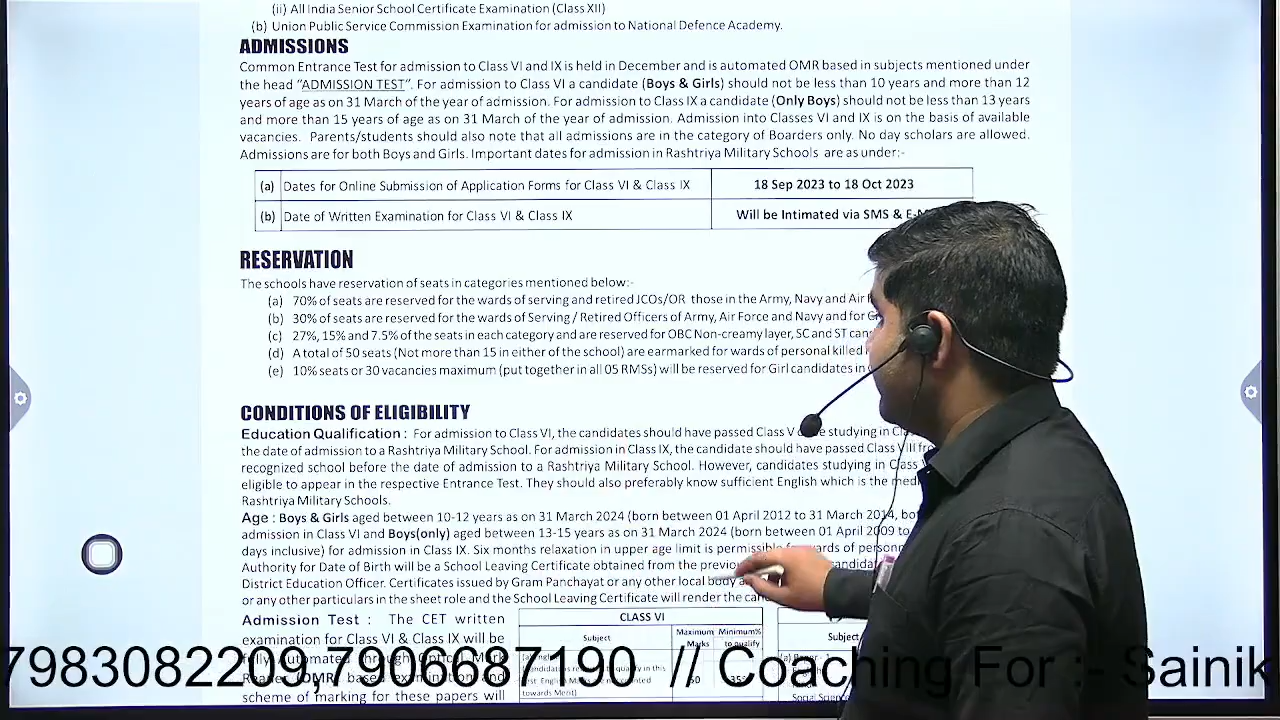 (ii) All India Senior School Certificate Examination (Class XII)
(b) Union Public Service Commission Examination for admission to National Defence Academy.
ADMISSIONS
Common Entrance Test for admission to Class VI and IX is held in December and is automated OMR based in subjects mentioned under
the head "ADMISSION TEST". For admission to Class VI a candidate (Boys & Girls) should not be less than 10 years and more than 12
years of age as on 31 March of the year of admission. For admission to Class IX a candidate (Only Boys) should not be less than 13 years
and more than 15 years of age as on 31 March of the year of admission. Admission into Classes VI and IX is on the basis of available
vacancies. Parents/students should also note that all admissions are in the category of Boarders only. No day scholars are allowed.
Admissions are for both Boys and Girls. Important dates for admission in Rashtriya Military Schools are as under:-
(a) Dates for Online Submission of Application Forms for Class VI & Class IX 18 Sep 2023 to 18 Oct 2023
(b) Date of Written Examination for Class VI & Class IX Will be Intimated via SMS &
RESERVATION
The schools have reservation of seats in categories mentioned below:-
(a) 70% of seats are reserved for the wards of serving and retired JCOs/OR those in the Army, Navy and Air
(b) 30% of seats are reserved for the wards of Serving / Retired Officers of Army, Air Force and Navy and for
(c) 27%, 15% and 7.5% of the seats in each category and are reserved for OBC Non-creamy layer, SC and ST
(d) A total of 50 seats (Not more than 15 in either of the school) are earmarked for wards of personal killed
(e) 10% seats or 30 vacancies maximum (put together in all 05 RMSs) will be reserved for Girl candidates in
CONDITIONS OF ELIGIBILITY
Education Qualification : For admission to Class VI, the candidates should have passed Class V studying in
the date of admission to a Rashtriya Military School. For admission in Class IX, the candidate should have passed Class VIII
recognized school before the date of admission to a Rashtriya Military School. However, candidates studying in Class
eligible to appear in the respective Entrance Test. They should also preferably know sufficient English which is the
Rashtriya Military Schools.
Age : Boys & Girls aged between 10-12 years as on 31 March 2024 (born between 01 April 2012 to 31 March 2014,
admission in Class VI and Boys(only) aged between 13-15 years as on 31 March 2024 (born between 01 April 2009 to
days inclusive) for admission in Class IX. Six months relaxation in upper age limit is permissible wards of
Authority for Date of Birth will be a School Leaving Certificate obtained from the
District Education Officer. Certificates issued by Gram Panchayat or any other local body
or any other particulars in the sheet role and the School Leaving Certificate will render the
Admission Test : The CET written
examination for Class VI & Class IX will be
fully Automated through Optical Mark
Reader (OMR) based examination and
scheme of marking for these papers will
CLASS VI
Subject Maximum Marks Minimum% to qualify
Subject
7983082209,7906687190 // Coaching For :- Sainik